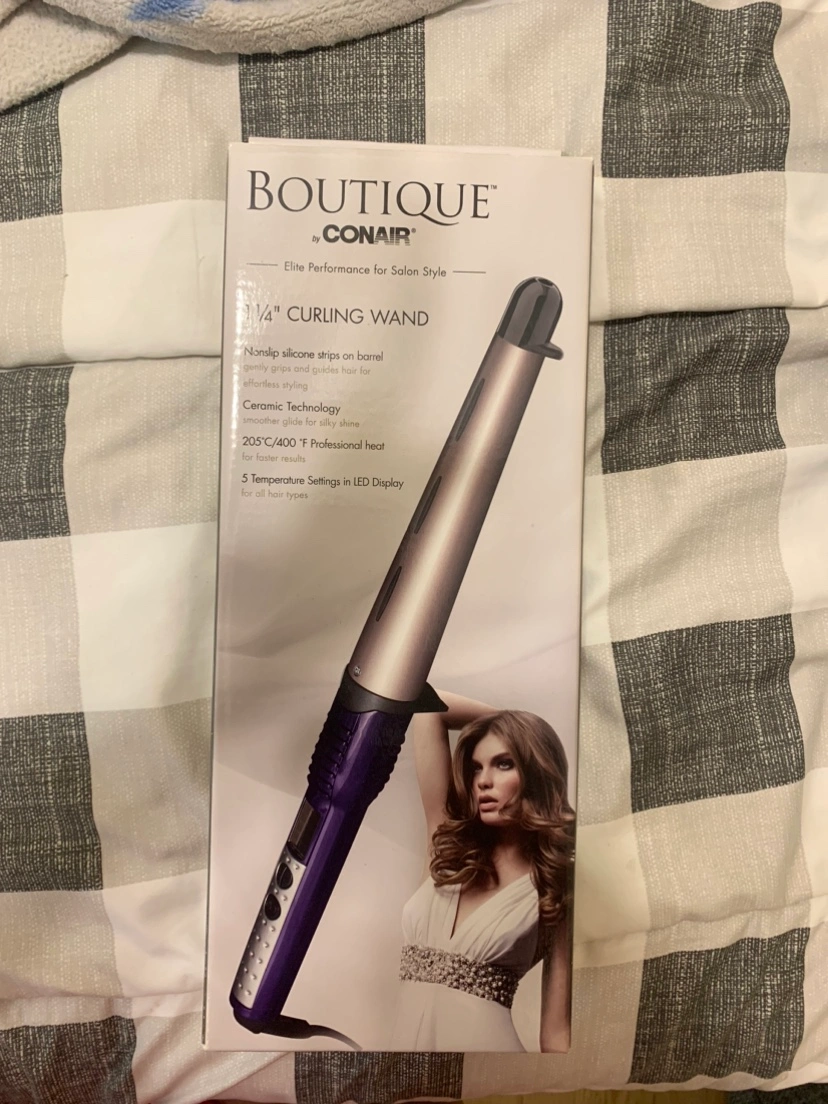 BOUTIQUE™
by CONAIR®
Elite Performance for Salon Style
1 ¼" CURLING WAND
Nonslip silicone strips on barrel
gently grips and guides hair for
effortless styling
Ceramic Technology
smoother glide for silky shine
205°C/400 °F Professional heat
for faster results
5 Temperature Settings in LED Display
for all hair types